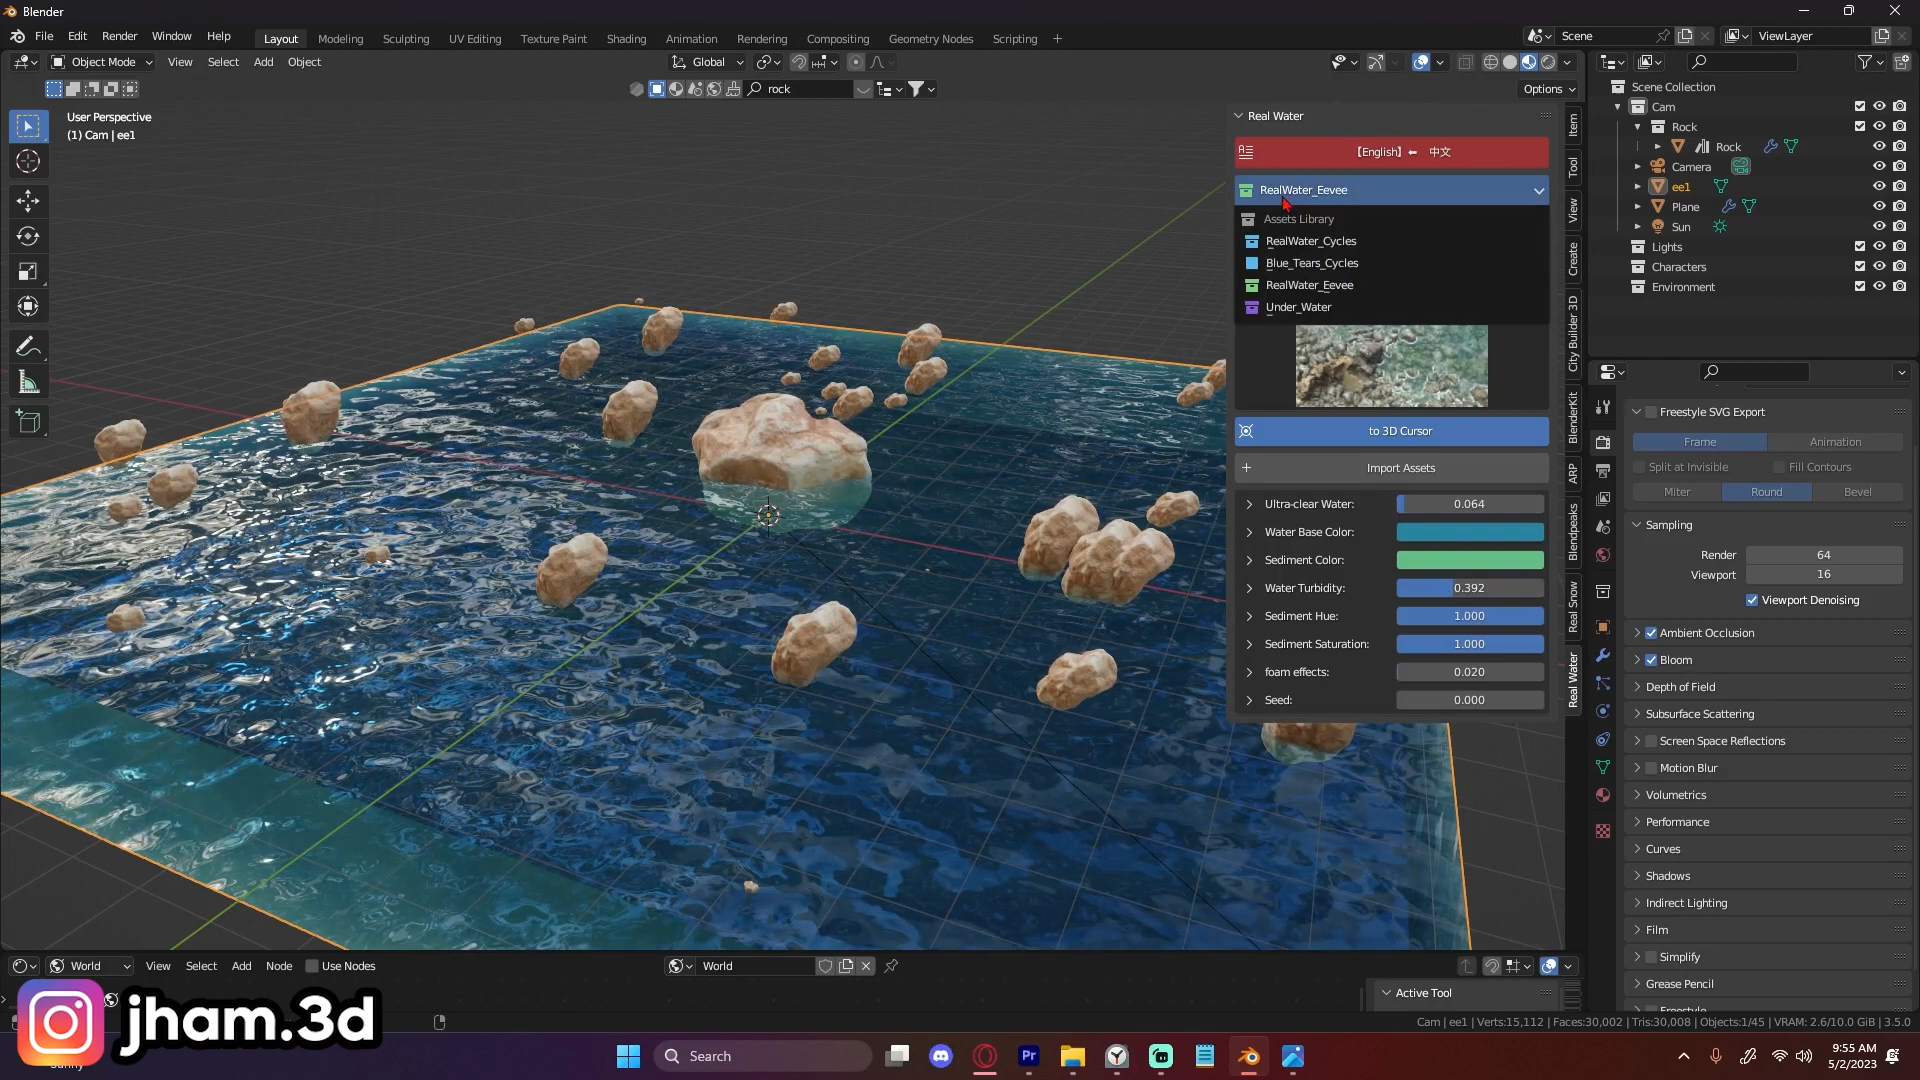 Blender
File Edit Render Window Help Layout Modeling Sculpting UV Editing Texture Paint Shading Animation Rendering Compositing Geometry Nodes Scripting + Scene ViewLayer
Object Mode View Select Add Object Global
rock Options
User Perspective
(1) Cam | ee1
Real Water
【English】 中文
RealWater_Eevee
Assets Library
RealWater_Cycles
Blue_Tears_Cycles
RealWater_Eevee
Under_Water
to 3D Cursor
Import Assets
Ultra-clear Water: 0.064
Water Base Color:
Sediment Color:
Water Turbidity: 0.392
Sediment Hue: 1.000
Sediment Saturation: 1.000
foam effects: 0.020
Seed: 0.000
Item
Tool
View
Create
City Builder 3D
BlenderKit
ARP
Blendpeaks
Real Snow
Real Water
Scene Collection
Cam
Rock
Rock
Camera
ee1
Plane
Sun
Lights
Characters
Environment
Freestyle SVG Export
Frame Animation
Split at Invisible Fill Contours
Miter Round Bevel
Sampling
Render 64
Viewport 16
Viewport Denoising
Ambient Occlusion
Bloom
Depth of Field
Subsurface Scattering
Screen Space Reflections
Motion Blur
Volumetrics
Performance
Curves
Shadows
Indirect Lighting
Film
Simplify
Grease Pencil
World View Select Add Node Use Nodes World
Active Tool
jham.3d
Cam | ee1 | Verts:15,112 | Faces:30,002 | Tris:30,008 | Objects:1/45 | VRAM: 2.6/10.0 GiB | 3.5.0
Search
Pr
9:55 AM
5/2/2023